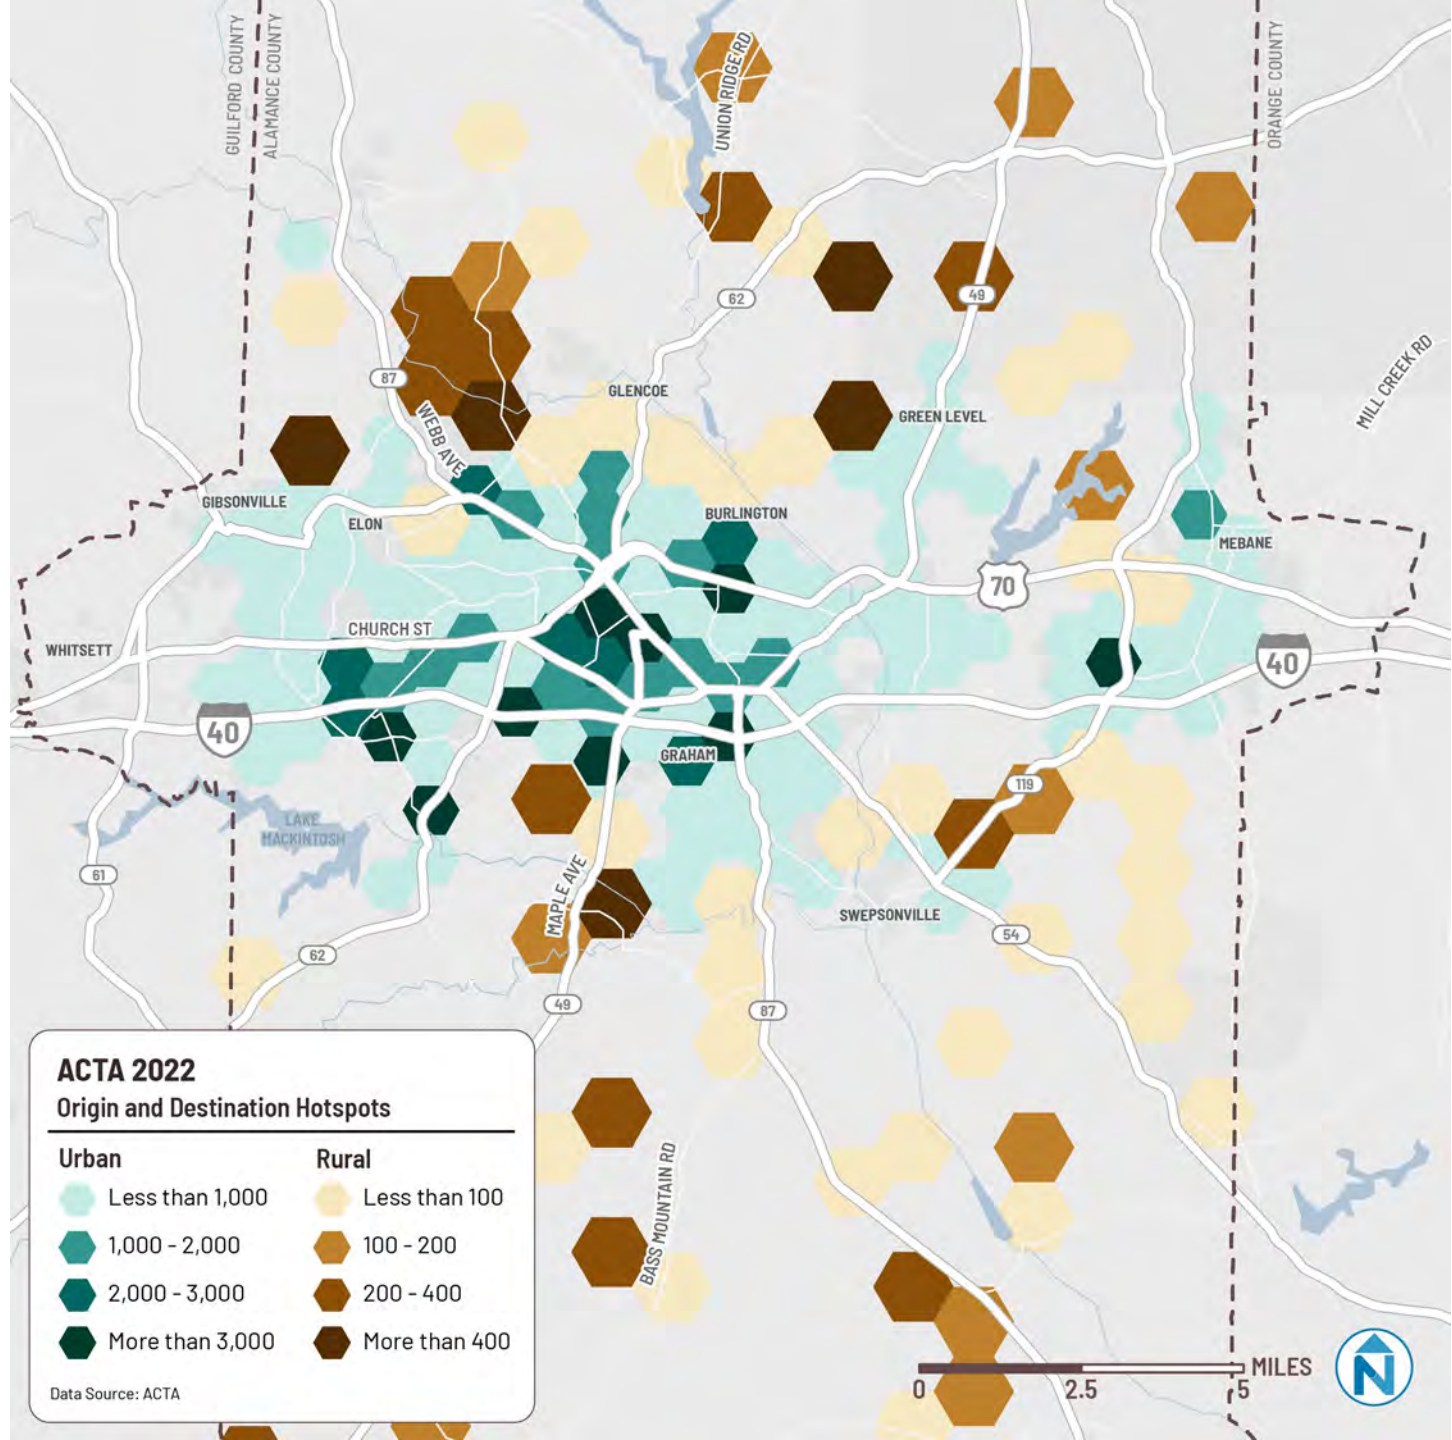 GUILFORD COUNTY
ALAMANCE COUNTY
UNION RIDGE RD
ORANGE COUNTY
62
49
87
MILL CREEK RD
GLENCOE
WEBB AVE
GREEN LEVEL
GIBSONVILLE
ELON
BURLINGTON
MEBANE
70
CHURCH ST
WHITSETT
40
40
GRAHAM
119
LAKE
MACKINTOSH
61
MAPLE AVE
SWEPSONVILLE
54
62
49
87
ACTA 2022
Origin and Destination Hotspots
Urban
Less than 1,000
1,000 - 2,000
2,000 - 3,000
More than 3,000
Rural
Less than 100
100 - 200
200 - 400
More than 400
Data Source: ACTA
BASS MOUNTAIN RD
MILES
0 2.5 5
N